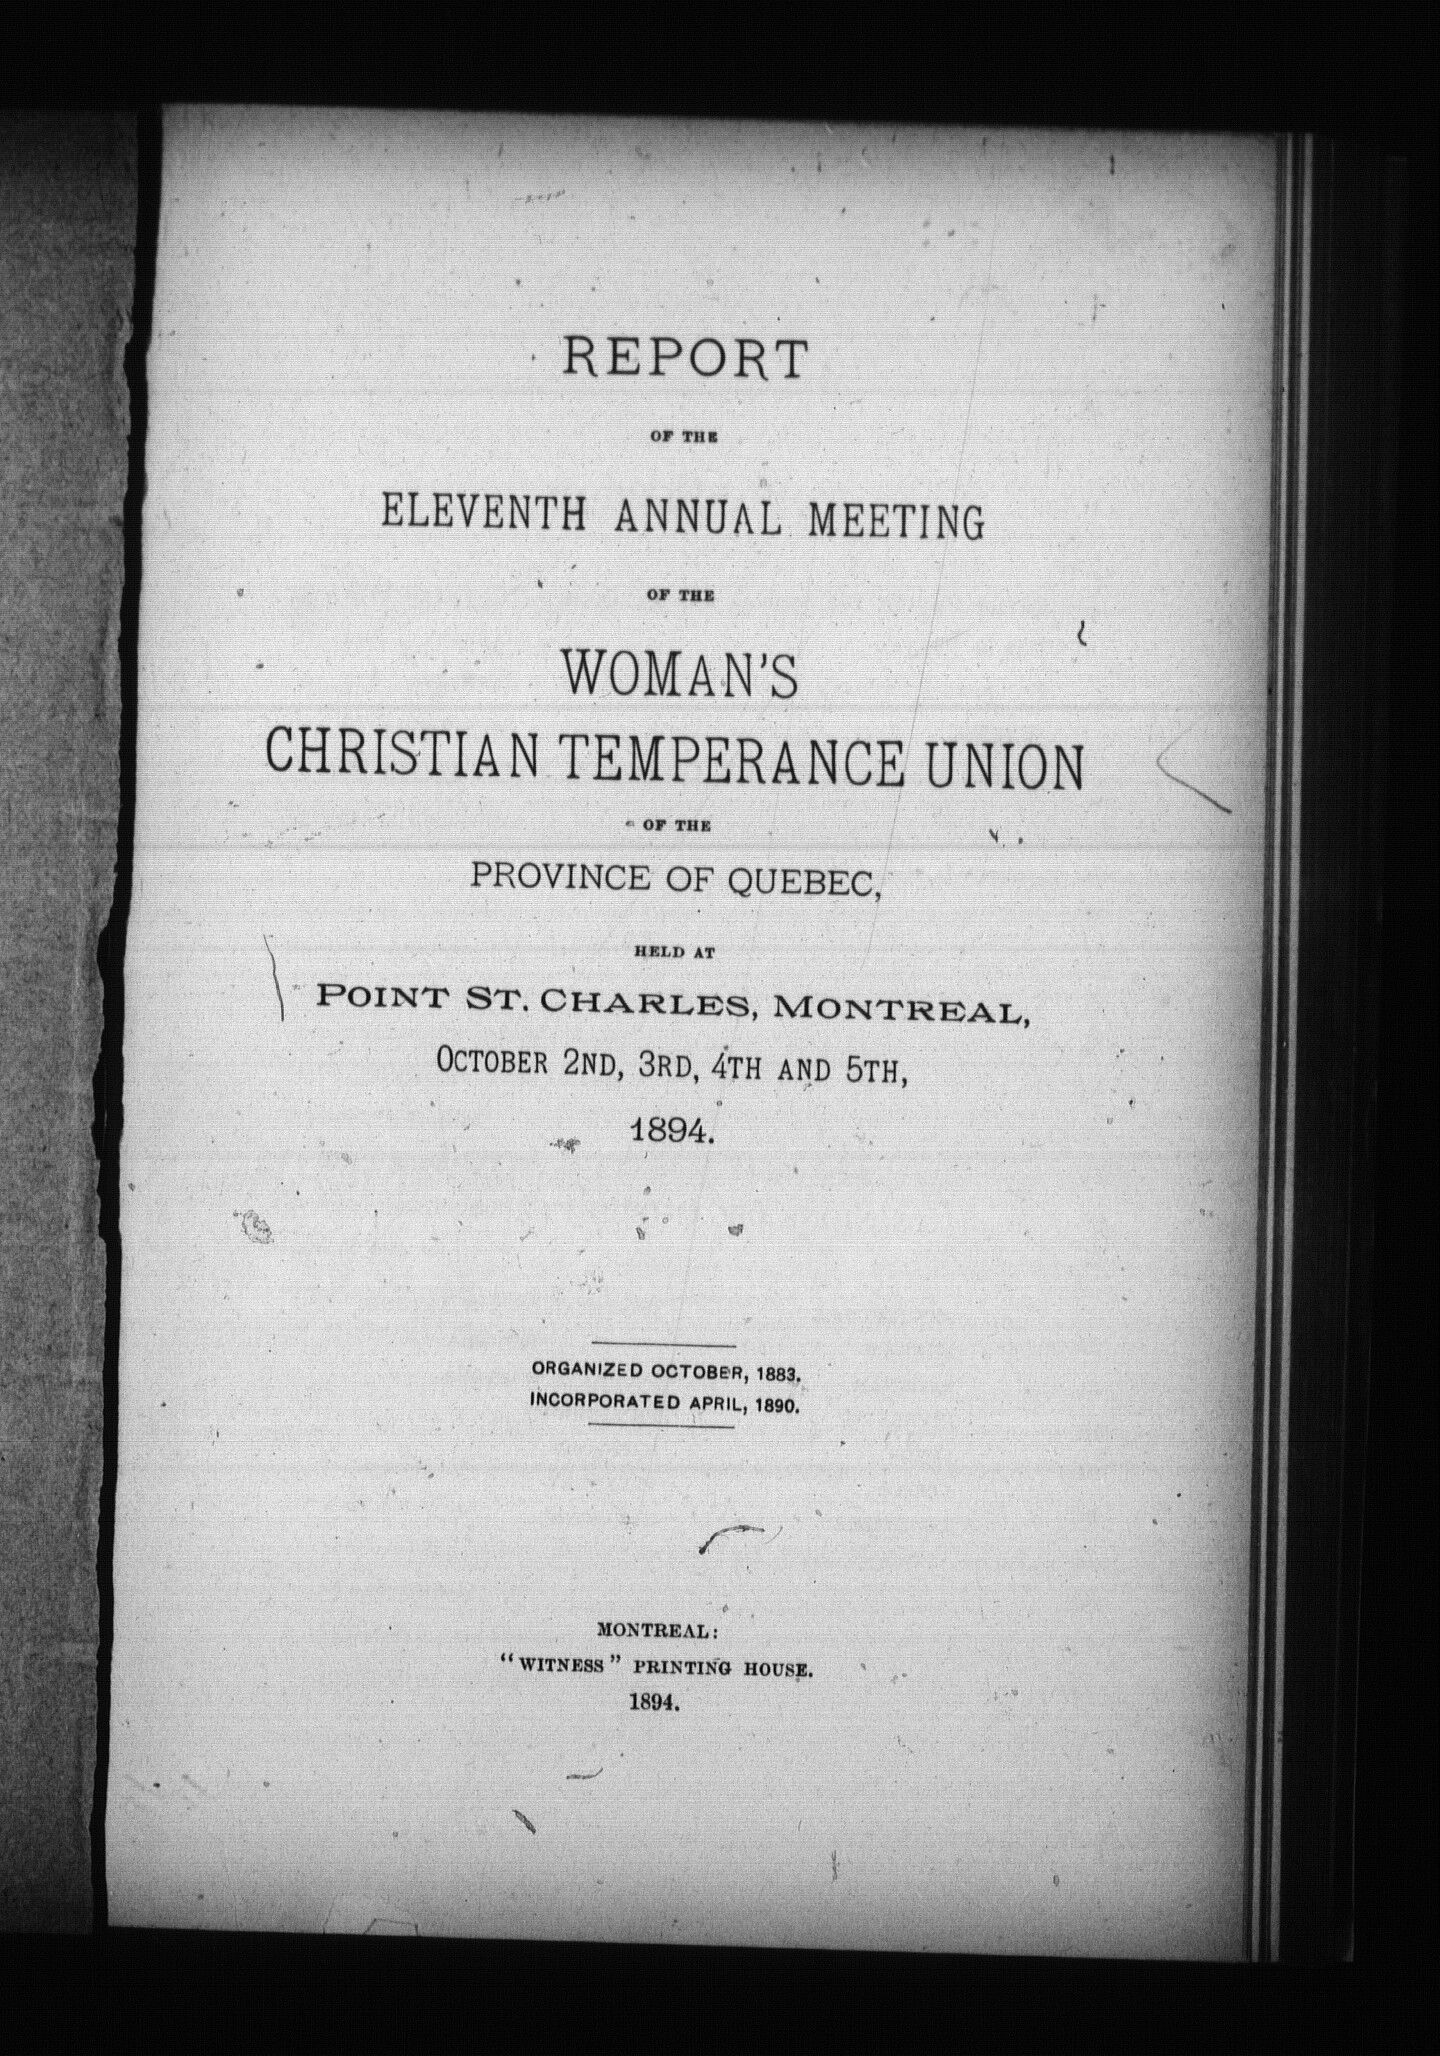 REPORT
OF THE
ELEVENTH ANNUAL MEETING
OF THE
WOMAN'S
CHRISTIAN TEMPERANCE UNION
OF THE
PROVINCE OF QUEBEC,
HELD AT
POINT ST. CHARLES, MONTREAL,
OCTOBER 2ND, 3RD, 4TH AND 5TH,
1894.
ORGANIZED OCTOBER, 1883.
INCORPORATED APRIL, 1890.
MONTREAL:
"WITNESS" PRINTING HOUSE.
1894.